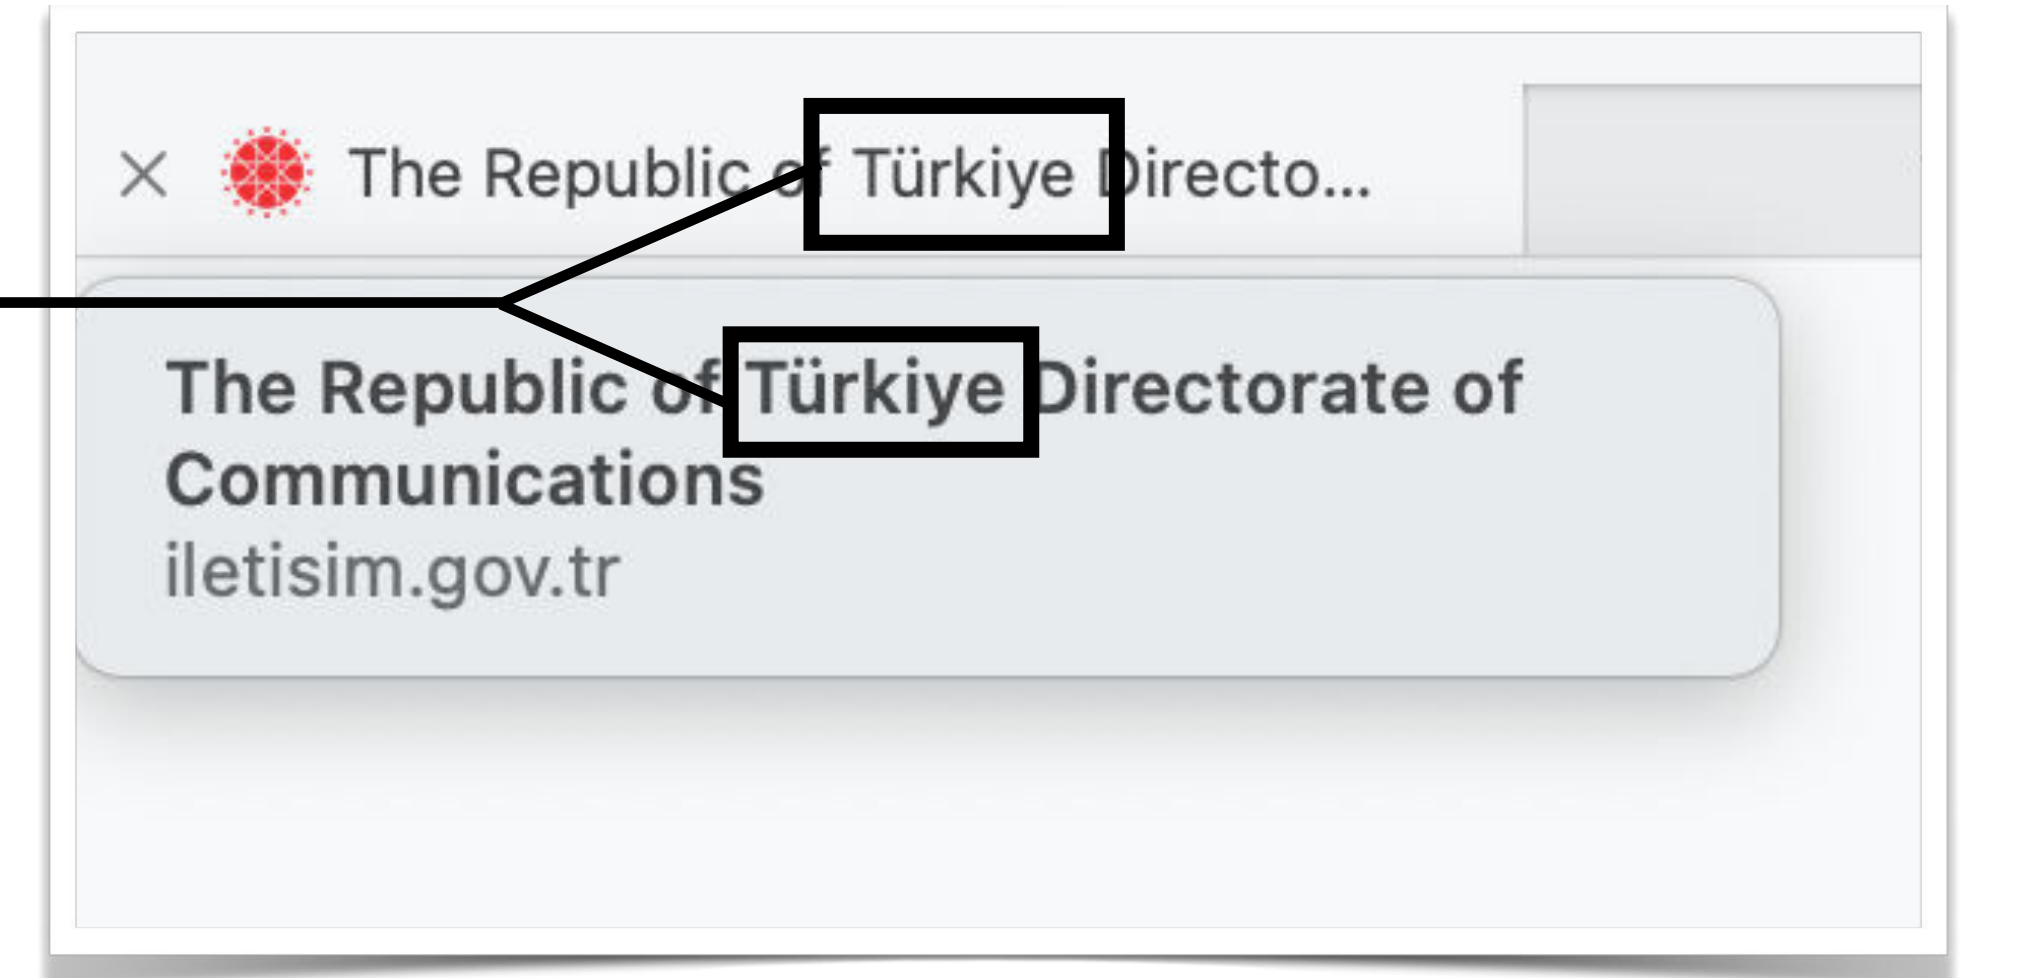 The Republic of Türkiye Directo...
The Republic of Türkiye Directorate of
Communications
iletisim.gov.tr